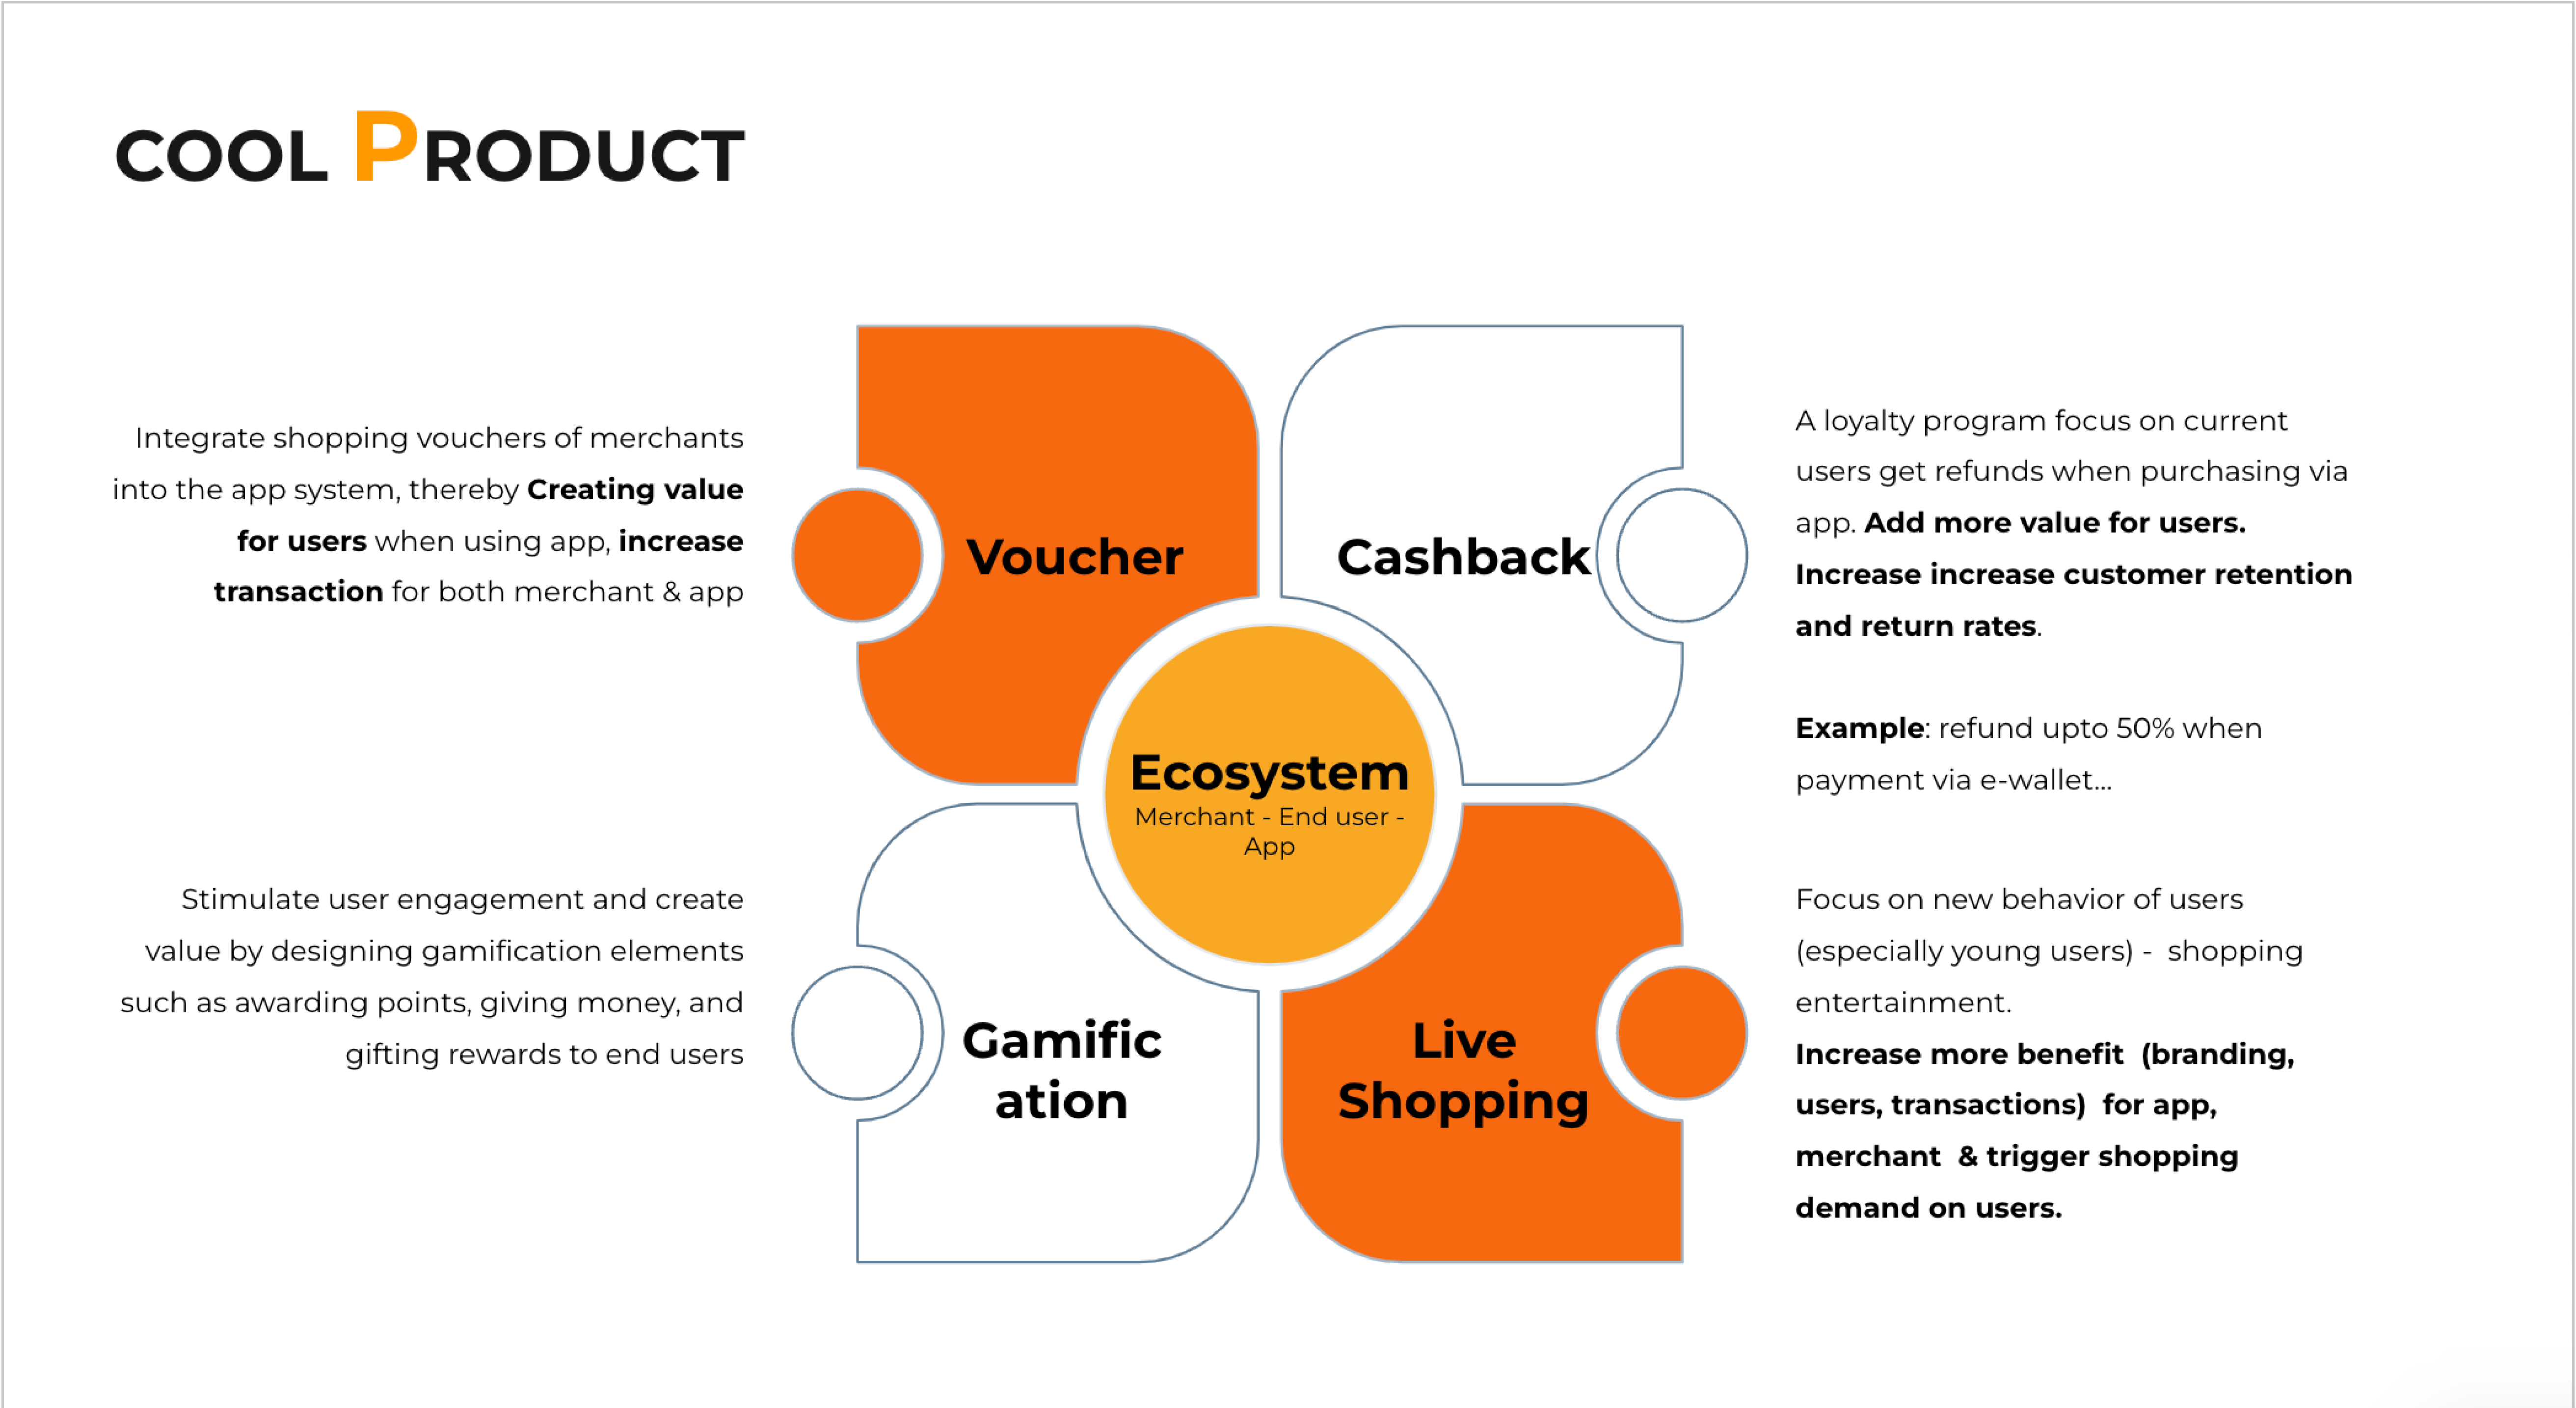 COOL PRODUCT
Integrate shopping vouchers of merchants
into the app system, thereby Creating value
for users when using app, increase
transaction for both merchant & app
Voucher
Cashback
A loyalty program focus on current
users get refunds when purchasing via
app. Add more value for users.
Increase increase customer retention
and return rates.
Example: refund upto 50% when
payment via e-wallet...
Ecosystem
Merchant - End user -
App
Stimulate user engagement and create
value by designing gamification elements
such as awarding points, giving money, and
gifting rewards to end users
Gamific
ation
Live
Shopping
Focus on new behavior of users
(especially young users) -  shopping
entertainment.
Increase more benefit  (branding,
users, transactions)  for app,
merchant  & trigger shopping
demand on users.